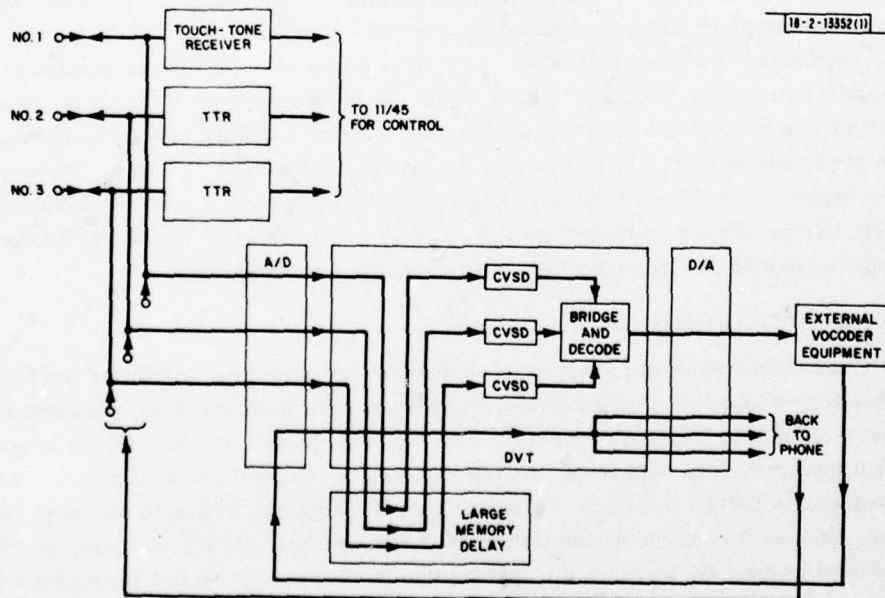 18-2-13352(1)
NO. 1
TOUCH-TONE
RECEIVER
NO. 2
TTR
TO 11/45
FOR CONTROL
NO. 3
TTR
A/D
D/A
CVSD
CVSD
CVSD
BRIDGE
AND
DECODE
EXTERNAL
VOCODER
EQUIPMENT
BACK
TO
PHONE
DVT
LARGE
MEMORY
DELAY